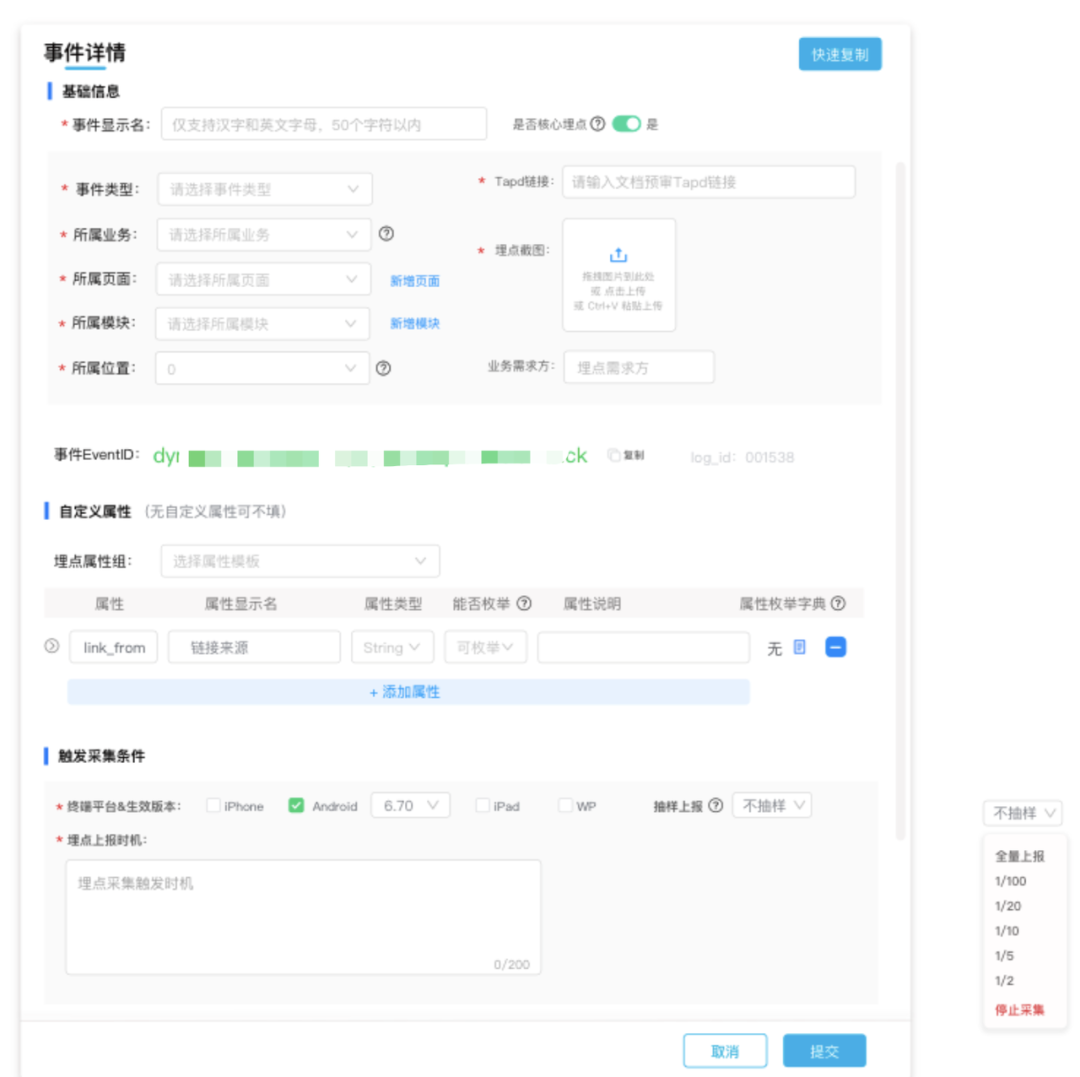 事件详情
快速复制
基础信息
* 事件显示名: 仅支持汉字和英文字母、50个字符以内 是否核心埋点 ? 是
* 事件类型: 请选择事件类型 * Tapd链接: 请输入文档预审Tapd链接
* 所属业务: 请选择所属业务 ? * 埋点截图:
拖拽图片到此处
或 点击上传
或 Ctrl+V 粘贴上传
* 所属页面: 请选择所属页面 新增页面
* 所属模块: 请选择所属模块 新增模块
* 所属位置: 0 ? 业务需求方: 埋点需求方
事件EventID: dy ck 复制 log_id: 001538
自定义属性 (无自定义属性可不填)
埋点属性组: 选择属性模板
属性 属性显示名 属性类型 能否枚举 ? 属性说明 属性枚举字典 ?
link_from 链接来源 String 可枚举 无
+ 添加属性
触发采集条件
* 终端平台&生效版本: iPhone Android 6.70 iPad WP 抽样上报 ? 不抽样
* 埋点上报时机:
埋点采集触发时机
0/200
取消 提交
不抽样
全量上报
1/100
1/20
1/10
1/5
1/2
停止采集